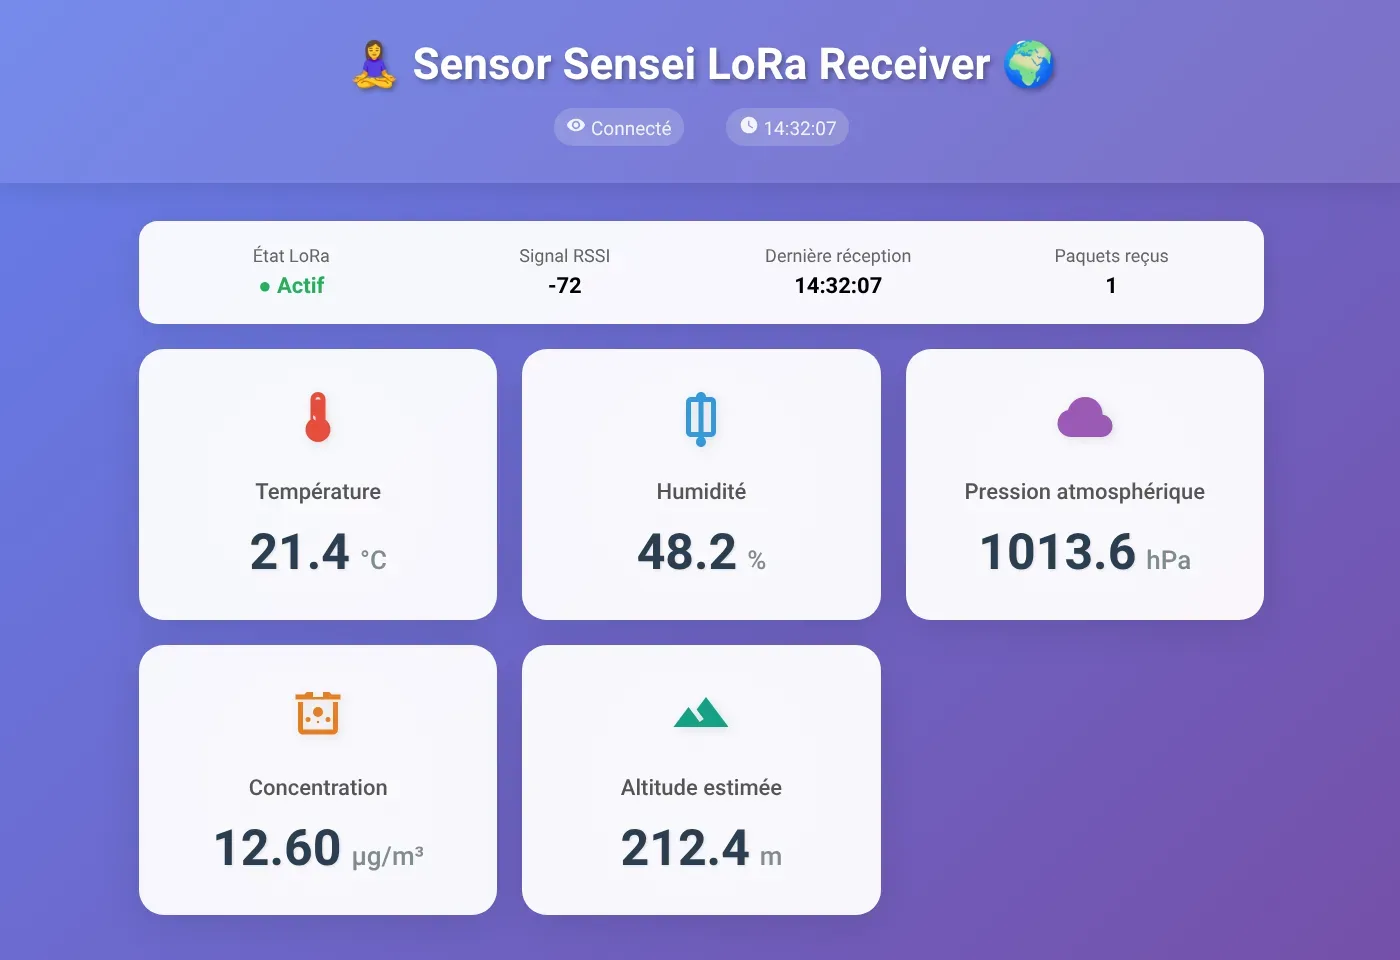 Sensor Sensei LoRa Receiver
Connecté
14:32:07
État LoRa
● Actif
Signal RSSI
-72
Dernière réception
14:32:07
Paquets reçus
1
Température
21.4 °C
Humidité
48.2 %
Pression atmosphérique
1013.6 hPa
Concentration
12.60 µg/m³
Altitude estimée
212.4 m